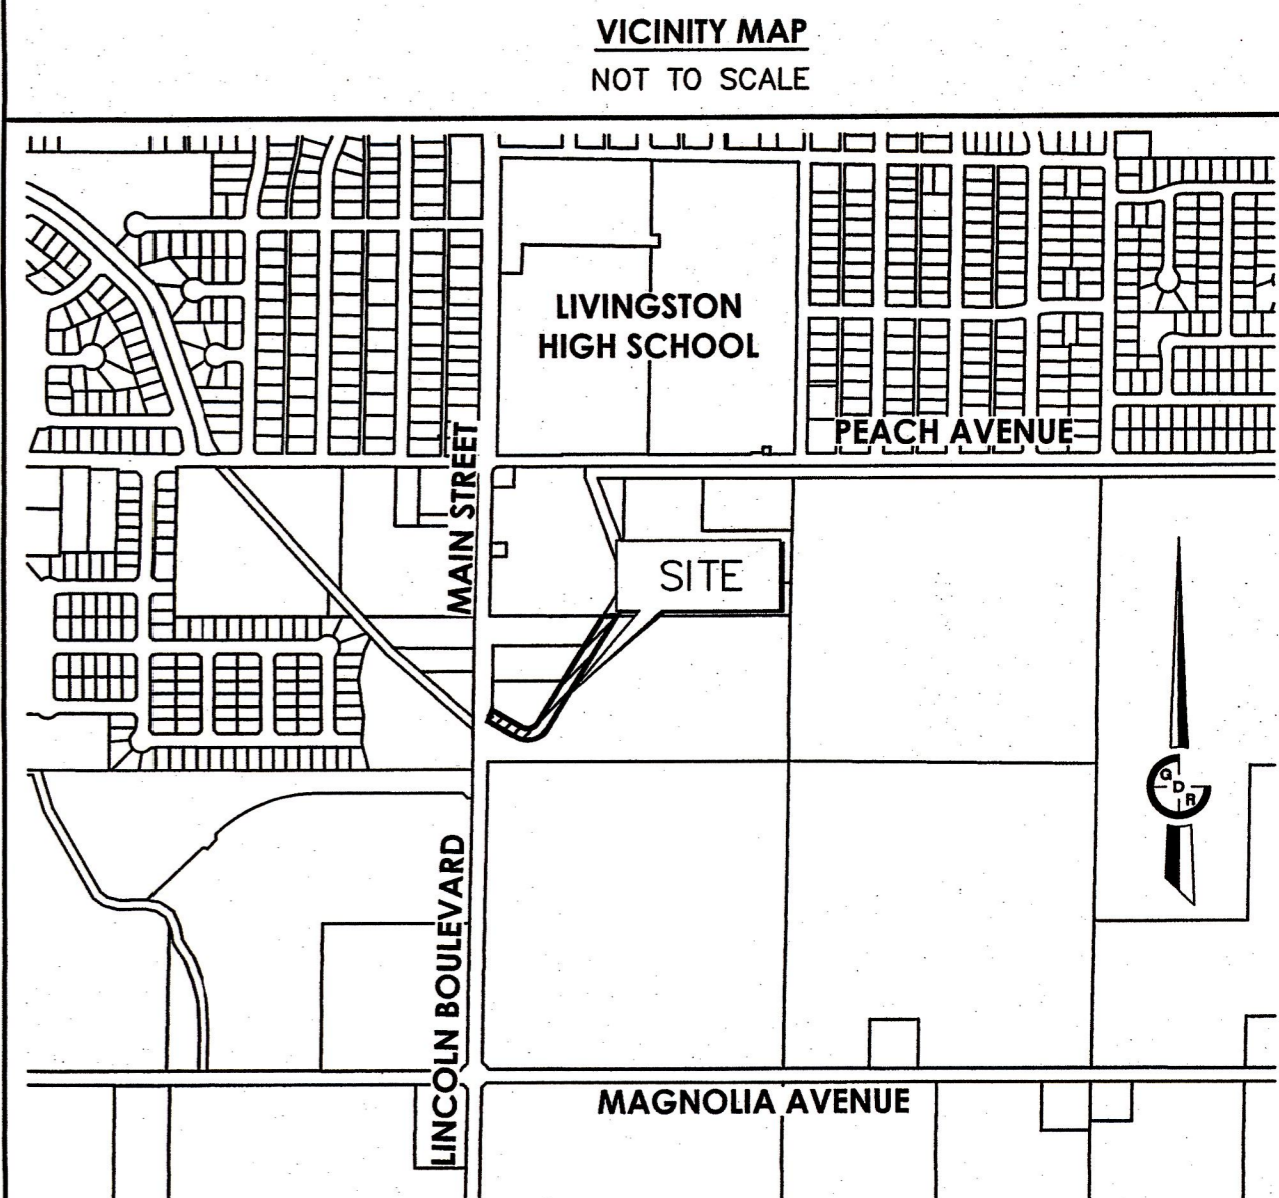 VICINITY MAP
NOT TO SCALE
LIVINGSTON
HIGH SCHOOL
PEACH AVENUE
MAIN STREET
SITE
G
D
R
LINCOLN BOULEVARD
MAGNOLIA AVENUE